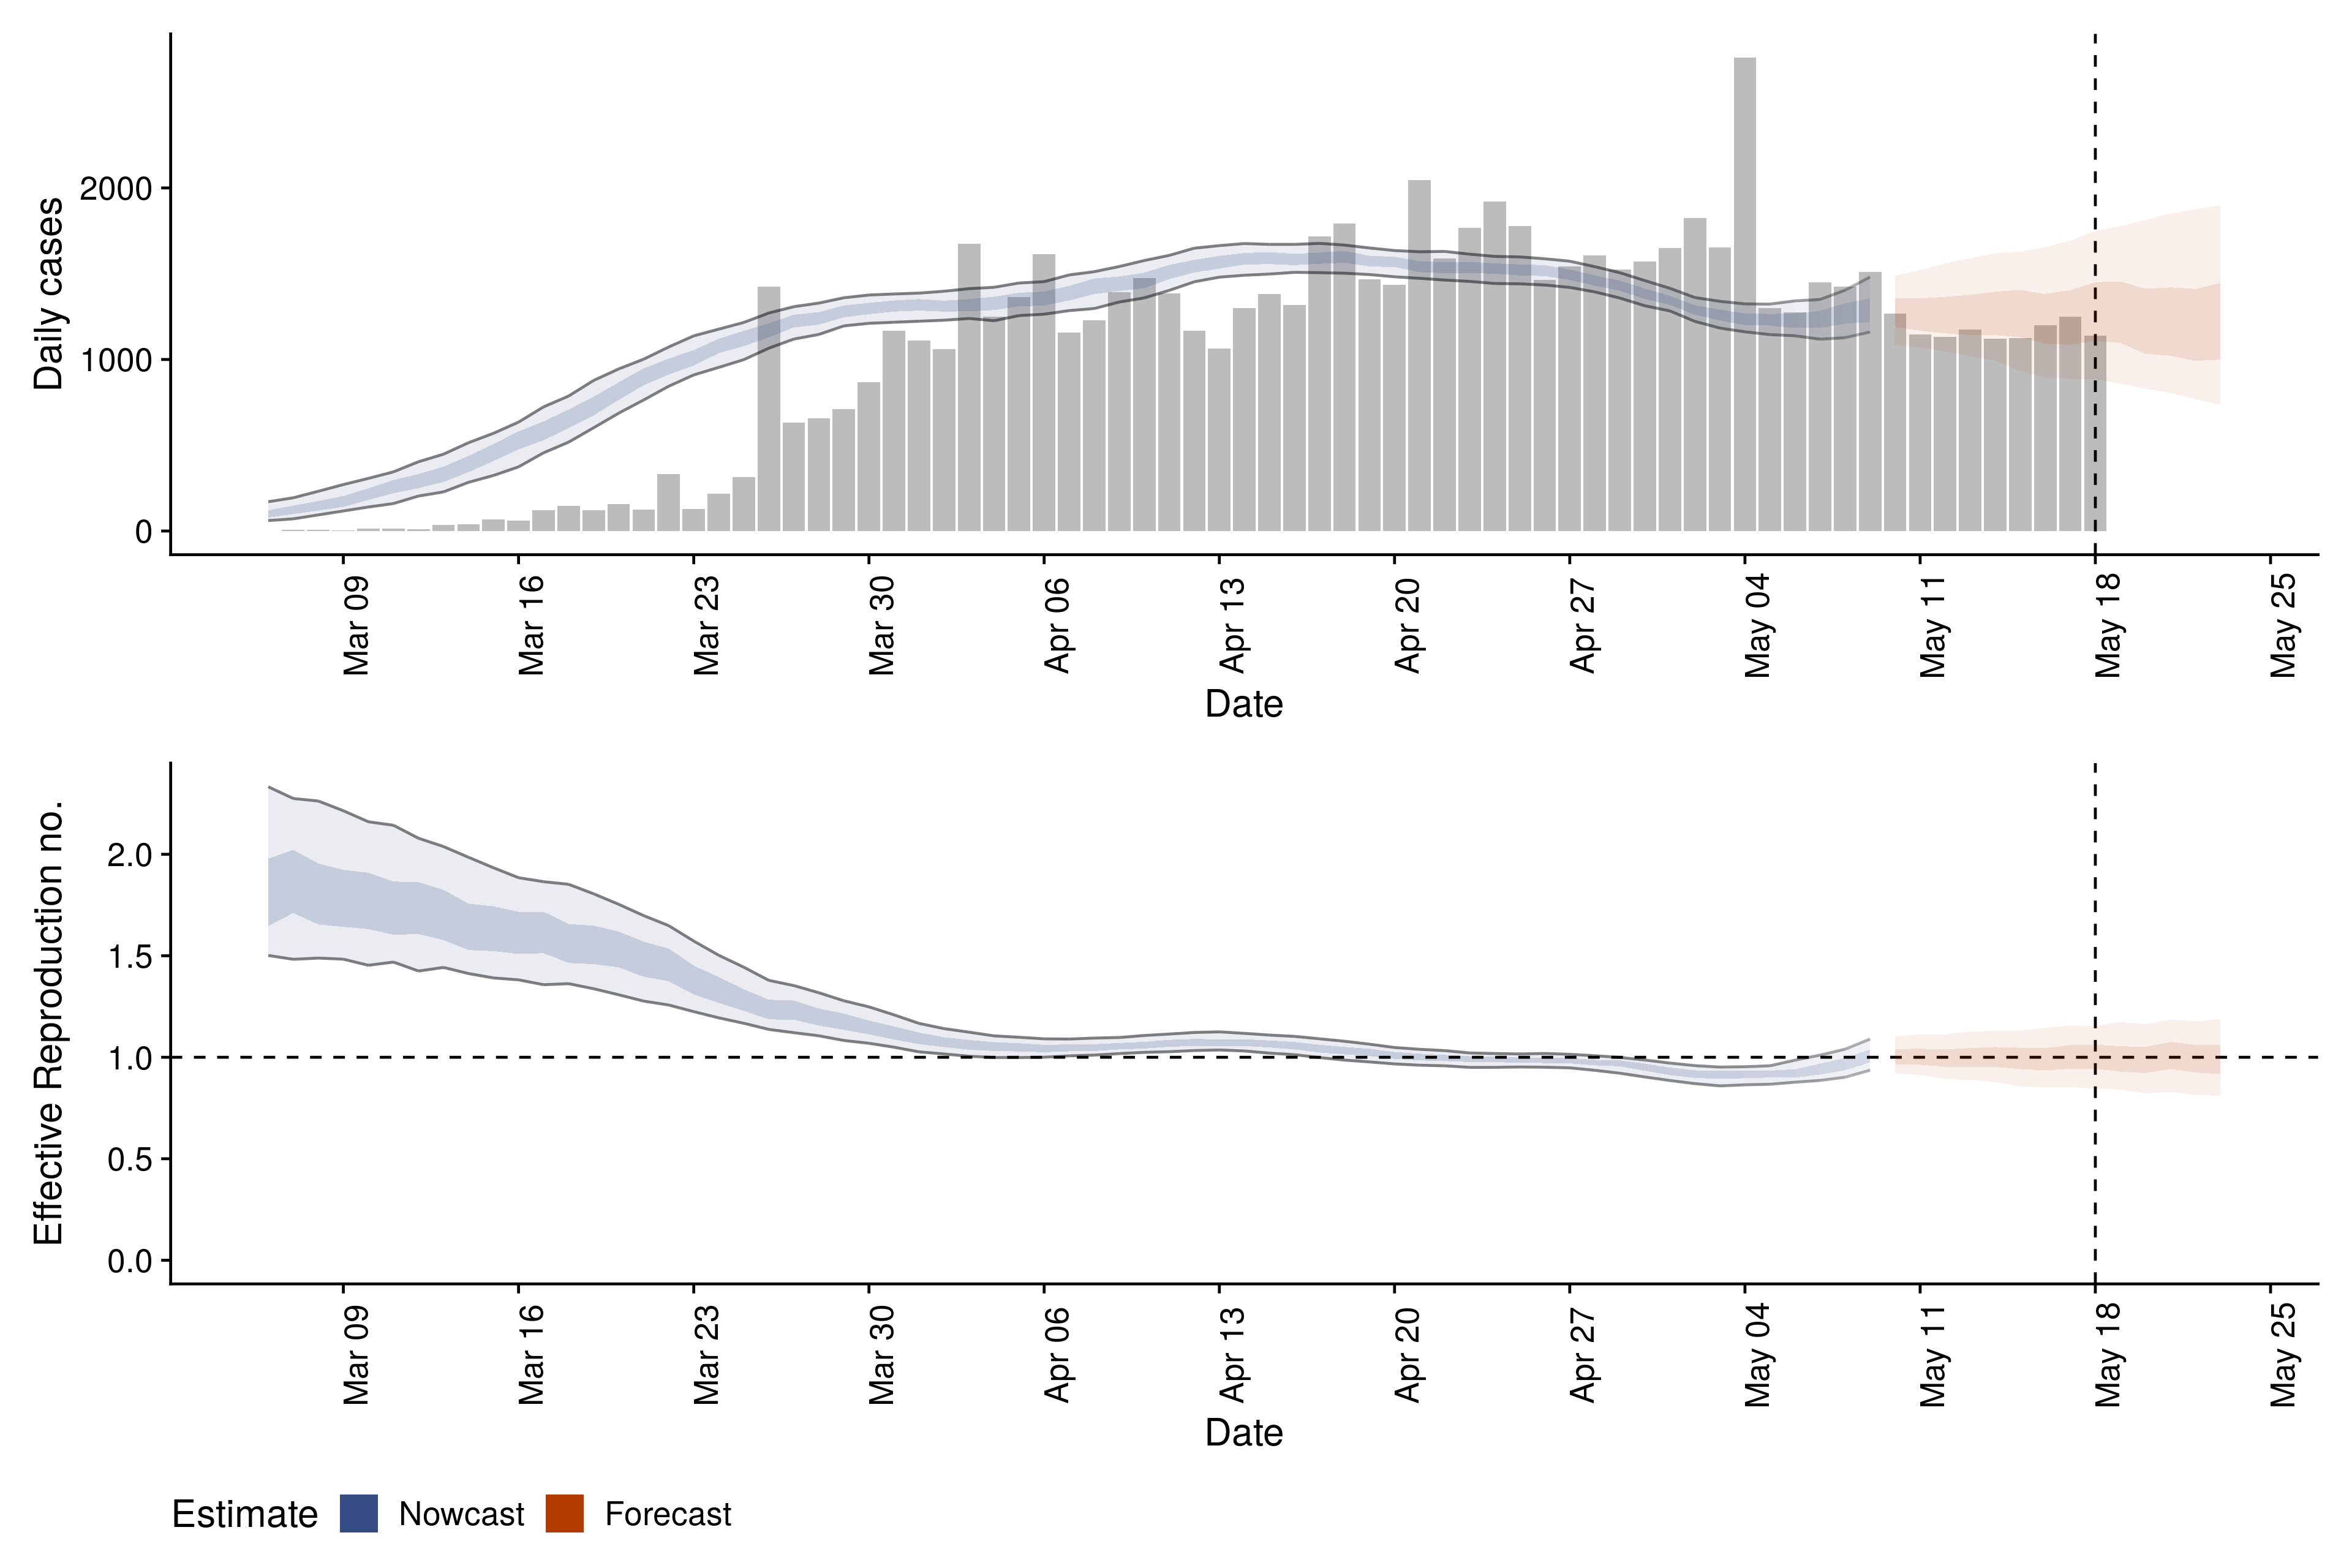 Daily cases
2000
1000
0
Mar 09
Mar 16
Mar 23
Mar 30
Apr 06
Apr 13
Apr 20
Apr 27
May 04
May 11
May 18
May 25
Date
Effective Reproduction no.
2.0
1.5
1.0
0.5
0.0
Mar 09
Mar 16
Mar 23
Mar 30
Apr 06
Apr 13
Apr 20
Apr 27
May 04
May 11
May 18
May 25
Date
Estimate Nowcast Forecast